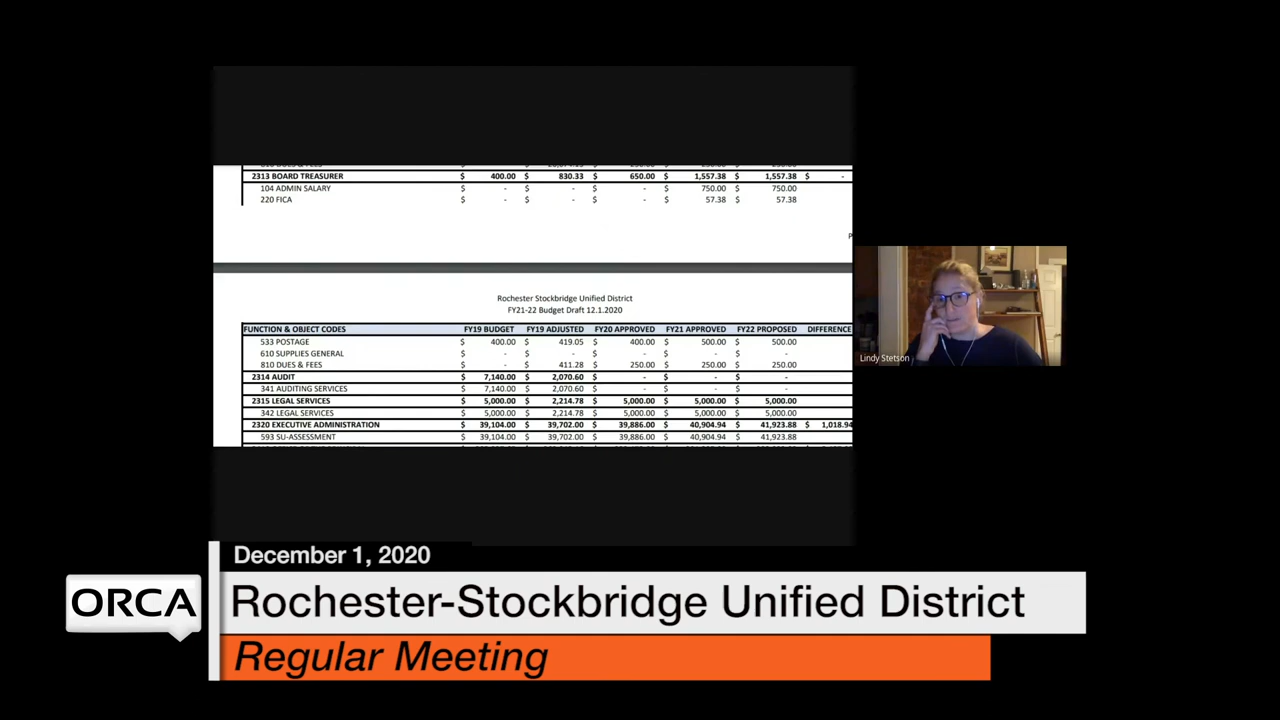 2313 BOARD TREASURER $ 400.00 $ 830.33 $ 650.00 $ 1,557.38 $ 1,557.38 $ -
104 ADMIN SALARY $ - $ - $ - $ 750.00 $ 750.00
220 FICA $ - $ - $ - $ 57.38 $ 57.38
P
Rochester Stockbridge Unified District
FY21-22 Budget Draft 12.1.2020
FUNCTION & OBJECT CODES FY19 BUDGET FY19 ADJUSTED FY20 APPROVED FY21 APPROVED FY22 PROPOSED DIFFERENCE
533 POSTAGE $ 400.00 $ 419.05 $ 400.00 $ 500.00 $ 500.00
610 SUPPLIES GENERAL $ - $ - $ - $ - $ -
810 DUES & FEES $ - $ 411.28 $ 250.00 $ 250.00 $ 250.00
2314 AUDIT $ 7,140.00 $ 2,070.60 $ - $ - $ -
341 AUDITING SERVICES $ 7,140.00 $ 2,070.60 $ - $ - $ -
2315 LEGAL SERVICES $ 5,000.00 $ 2,214.78 $ 5,000.00 $ 5,000.00 $ 5,000.00
342 LEGAL SERVICES $ 5,000.00 $ 2,214.78 $ 5,000.00 $ 5,000.00 $ 5,000.00
2320 EXECUTIVE ADMINISTRATION $ 39,104.00 $ 39,702.00 $ 39,886.00 $ 40,904.94 $ 41,923.88 $ 1,018.94
593 SU-ASSESSMENT $ 39,104.00 $ 39,702.00 $ 39,886.00 $ 40,904.94 $ 41,923.88
Lindy Stetson
December 1, 2020
ORCA
Rochester-Stockbridge Unified District
Regular Meeting